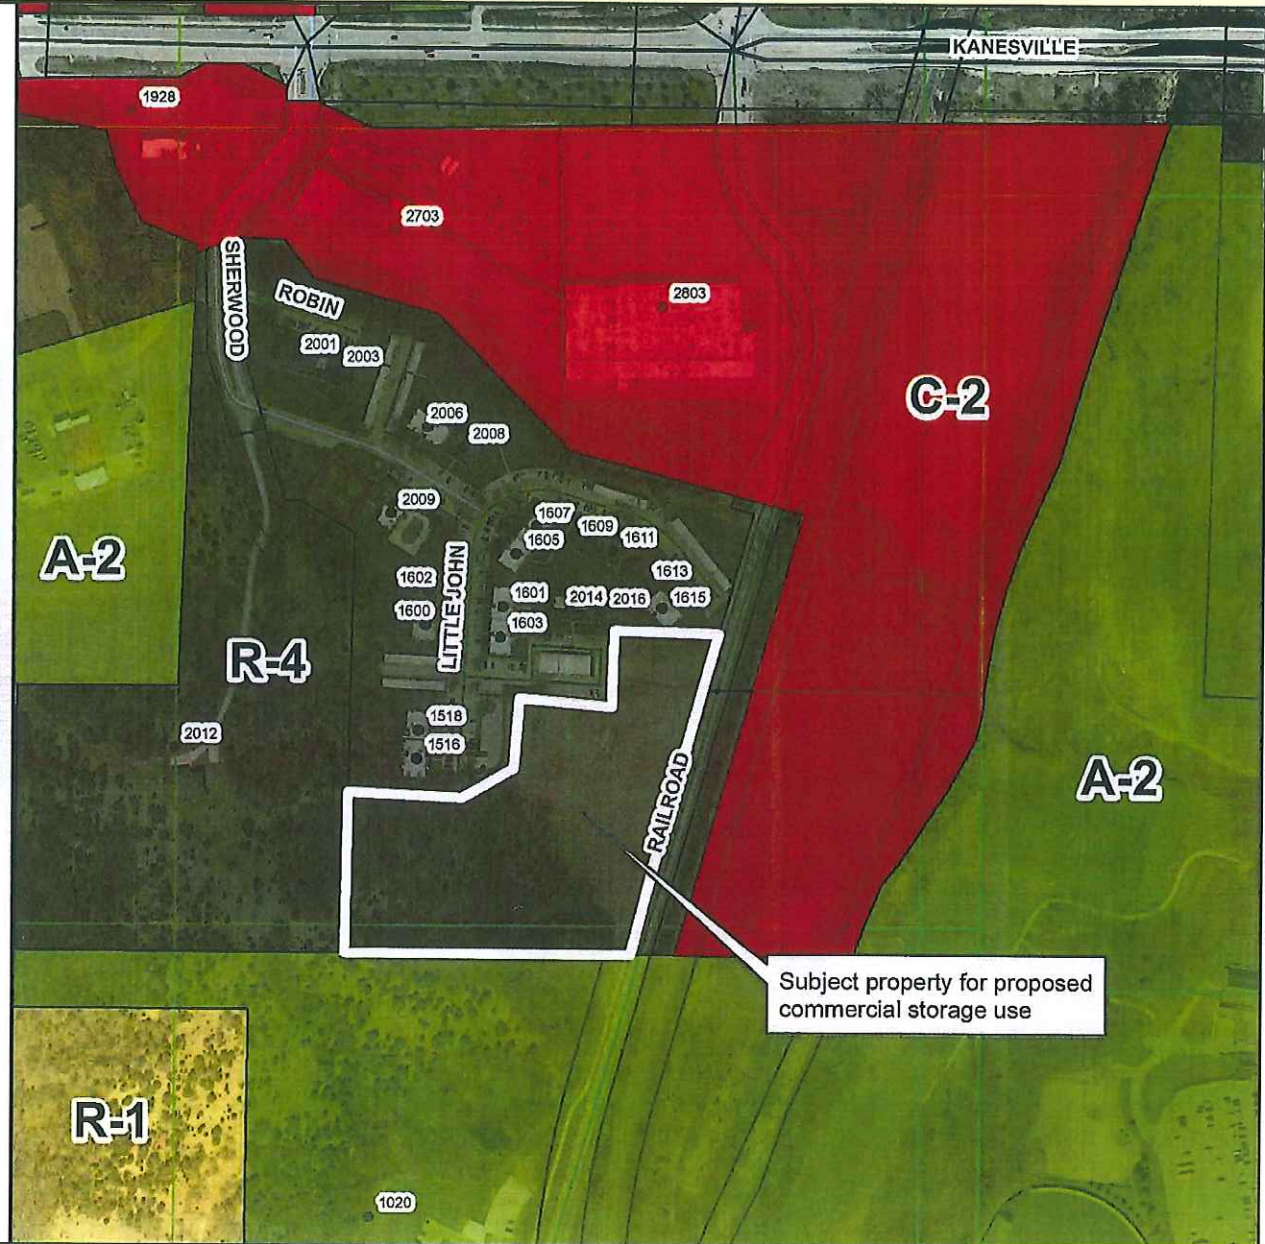 KANESVILLE
1928
2703
SHERWOOD
ROBIN
2803
2001
2003
C-2
2006
2008
2009
1607
1609
1605
1611
A-2
1613
1602
LITTLE JOHN
1601
2014
2016
1615
1600
1603
R-4
1518
2012
1516
RAILROAD
A-2
Subject property for proposed
commercial storage use
R-1
1020